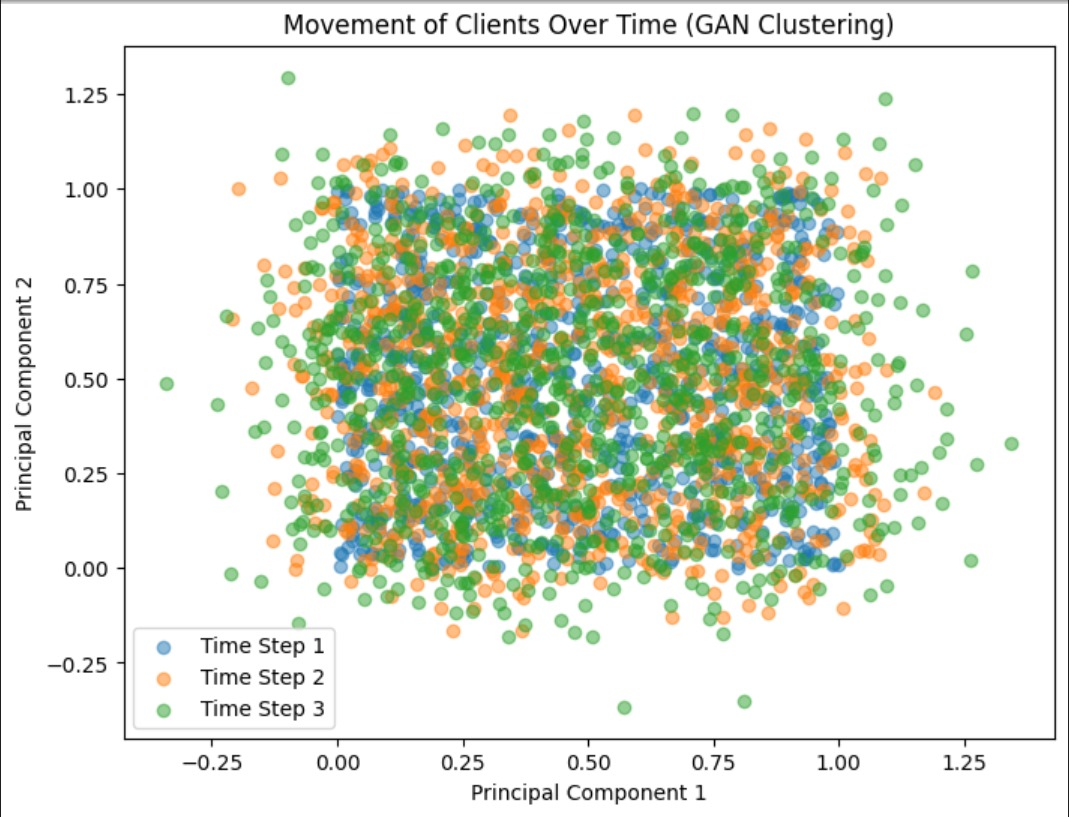 Movement of Clients Over Time (GAN Clustering)
1.25
1.00
0.75
0.50
0.25
0.00
−0.25
Principal Component 2
Time Step 1
Time Step 2
Time Step 3
−0.25 0.00 0.25 0.50 0.75 1.00 1.25
Principal Component 1